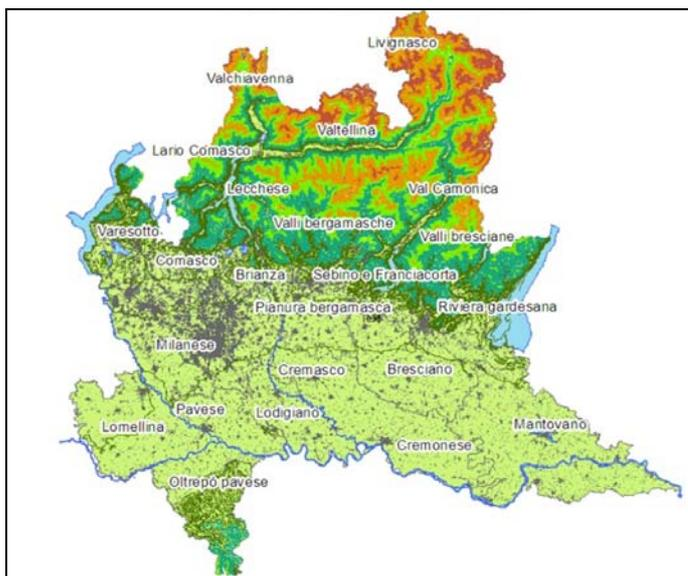 Livignasco
Valchiavenna
Valtellina
Lario Comasco
Lecchese
Val Camonica
Valli bergamasche
Varesotto
Valli bresciane
Comasco
Brianza
Sebino e Franciacorta
Pianura bergamasca
Riviera gardesana
Milanese
Cremasco
Bresciano
Pavese
Lodigiano
Lomellina
Mantovano
Cremonese
Oltrepò pavese